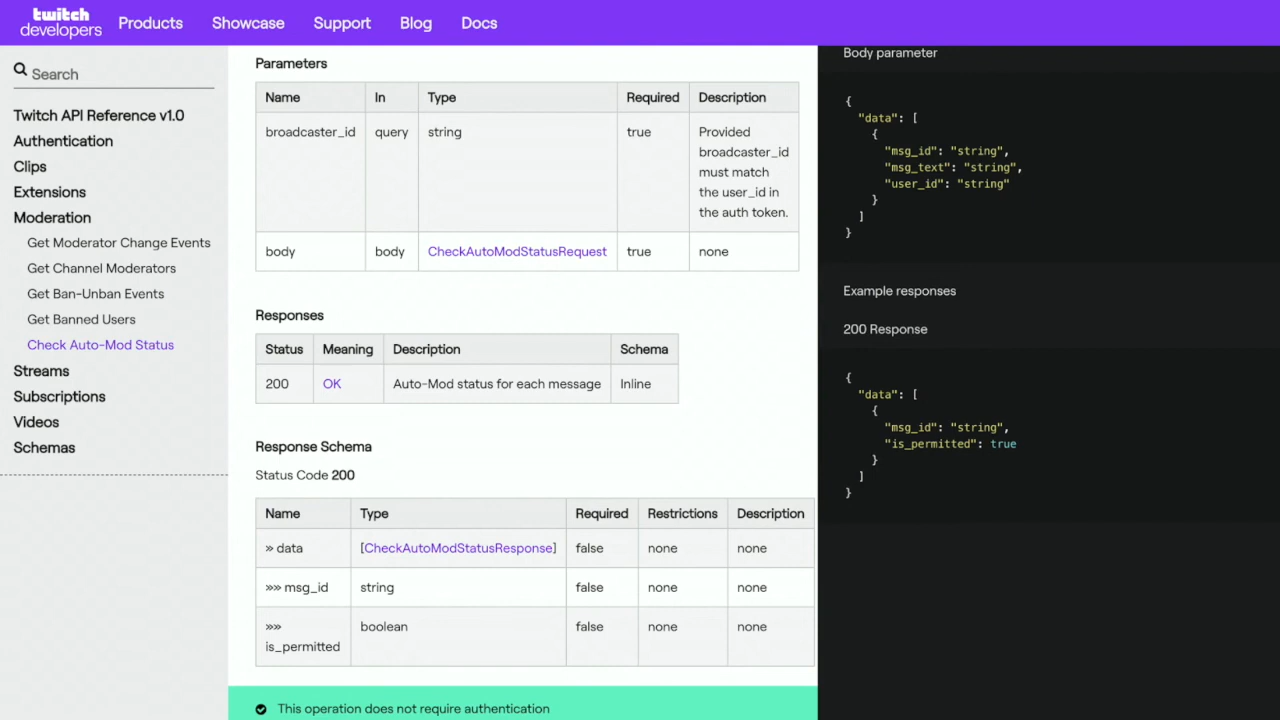 twitch
developers
Products
Showcase
Support
Blog
Docs
Search
Twitch API Reference v1.0
Authentication
Clips
Extensions
Moderation
Get Moderator Change Events
Get Channel Moderators
Get Ban-Unban Events
Get Banned Users
Check Auto-Mod Status
Streams
Subscriptions
Videos
Schemas
Parameters
Name In Type Required Description
broadcaster_id query string true Provided
broadcaster_id
must match
the user_id in
the auth token.
body body CheckAutoModStatusRequest true none
Responses
Status Meaning Description Schema
200 OK Auto-Mod status for each message Inline
Response Schema
Status Code 200
Name Type Required Restrictions Description
» data [CheckAutoModStatusResponse] false none none
»» msg_id string false none none
»» boolean false none none
is_permitted
This operation does not require authentication
Body parameter
{
"data": [
{
"msg_id": "string",
"msg_text": "string",
"user_id": "string"
}
]
}
Example responses
200 Response
{
"data": [
{
"msg_id": "string",
"is_permitted": true
}
]
}